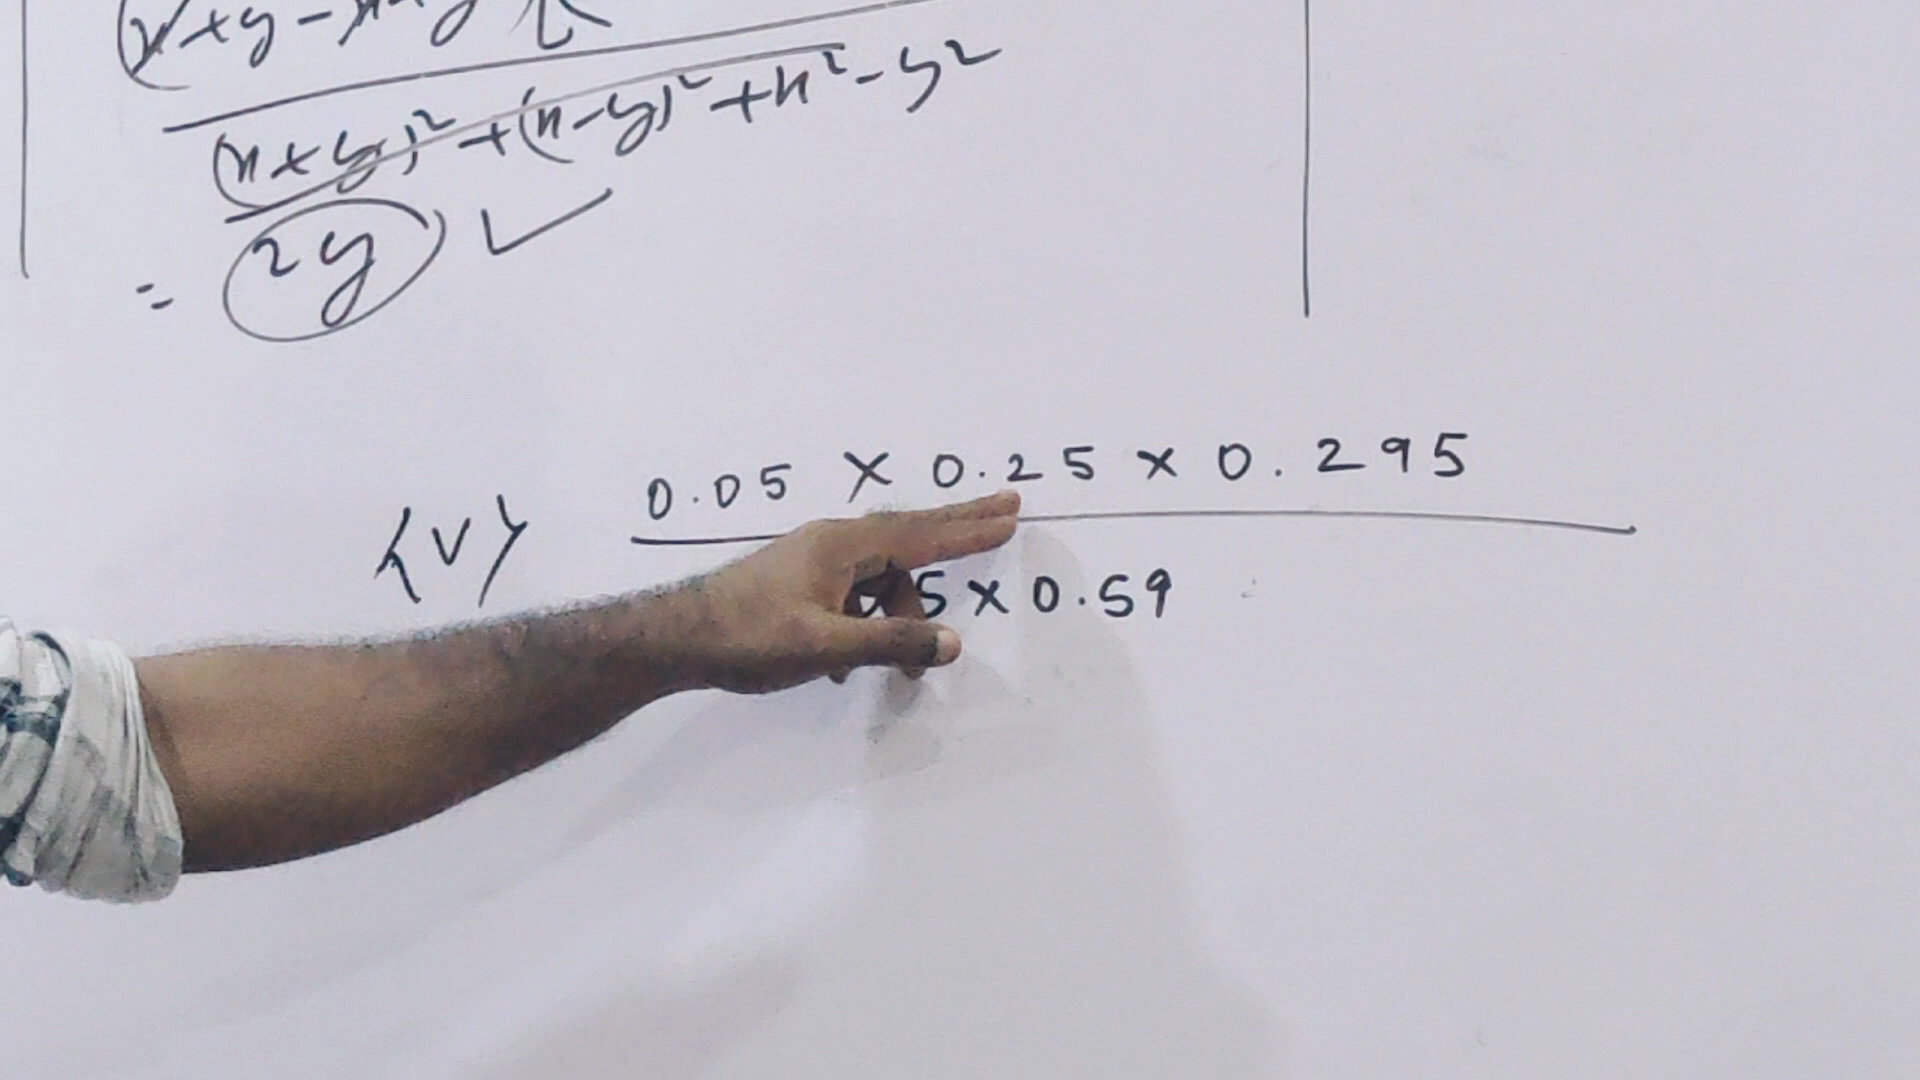 (x+y-x+y)
(x+y)² + (x-y)² + x² - y²
= 2y ✓
(v) 0.05 × 0.25 × 0.295
5 × 0.59